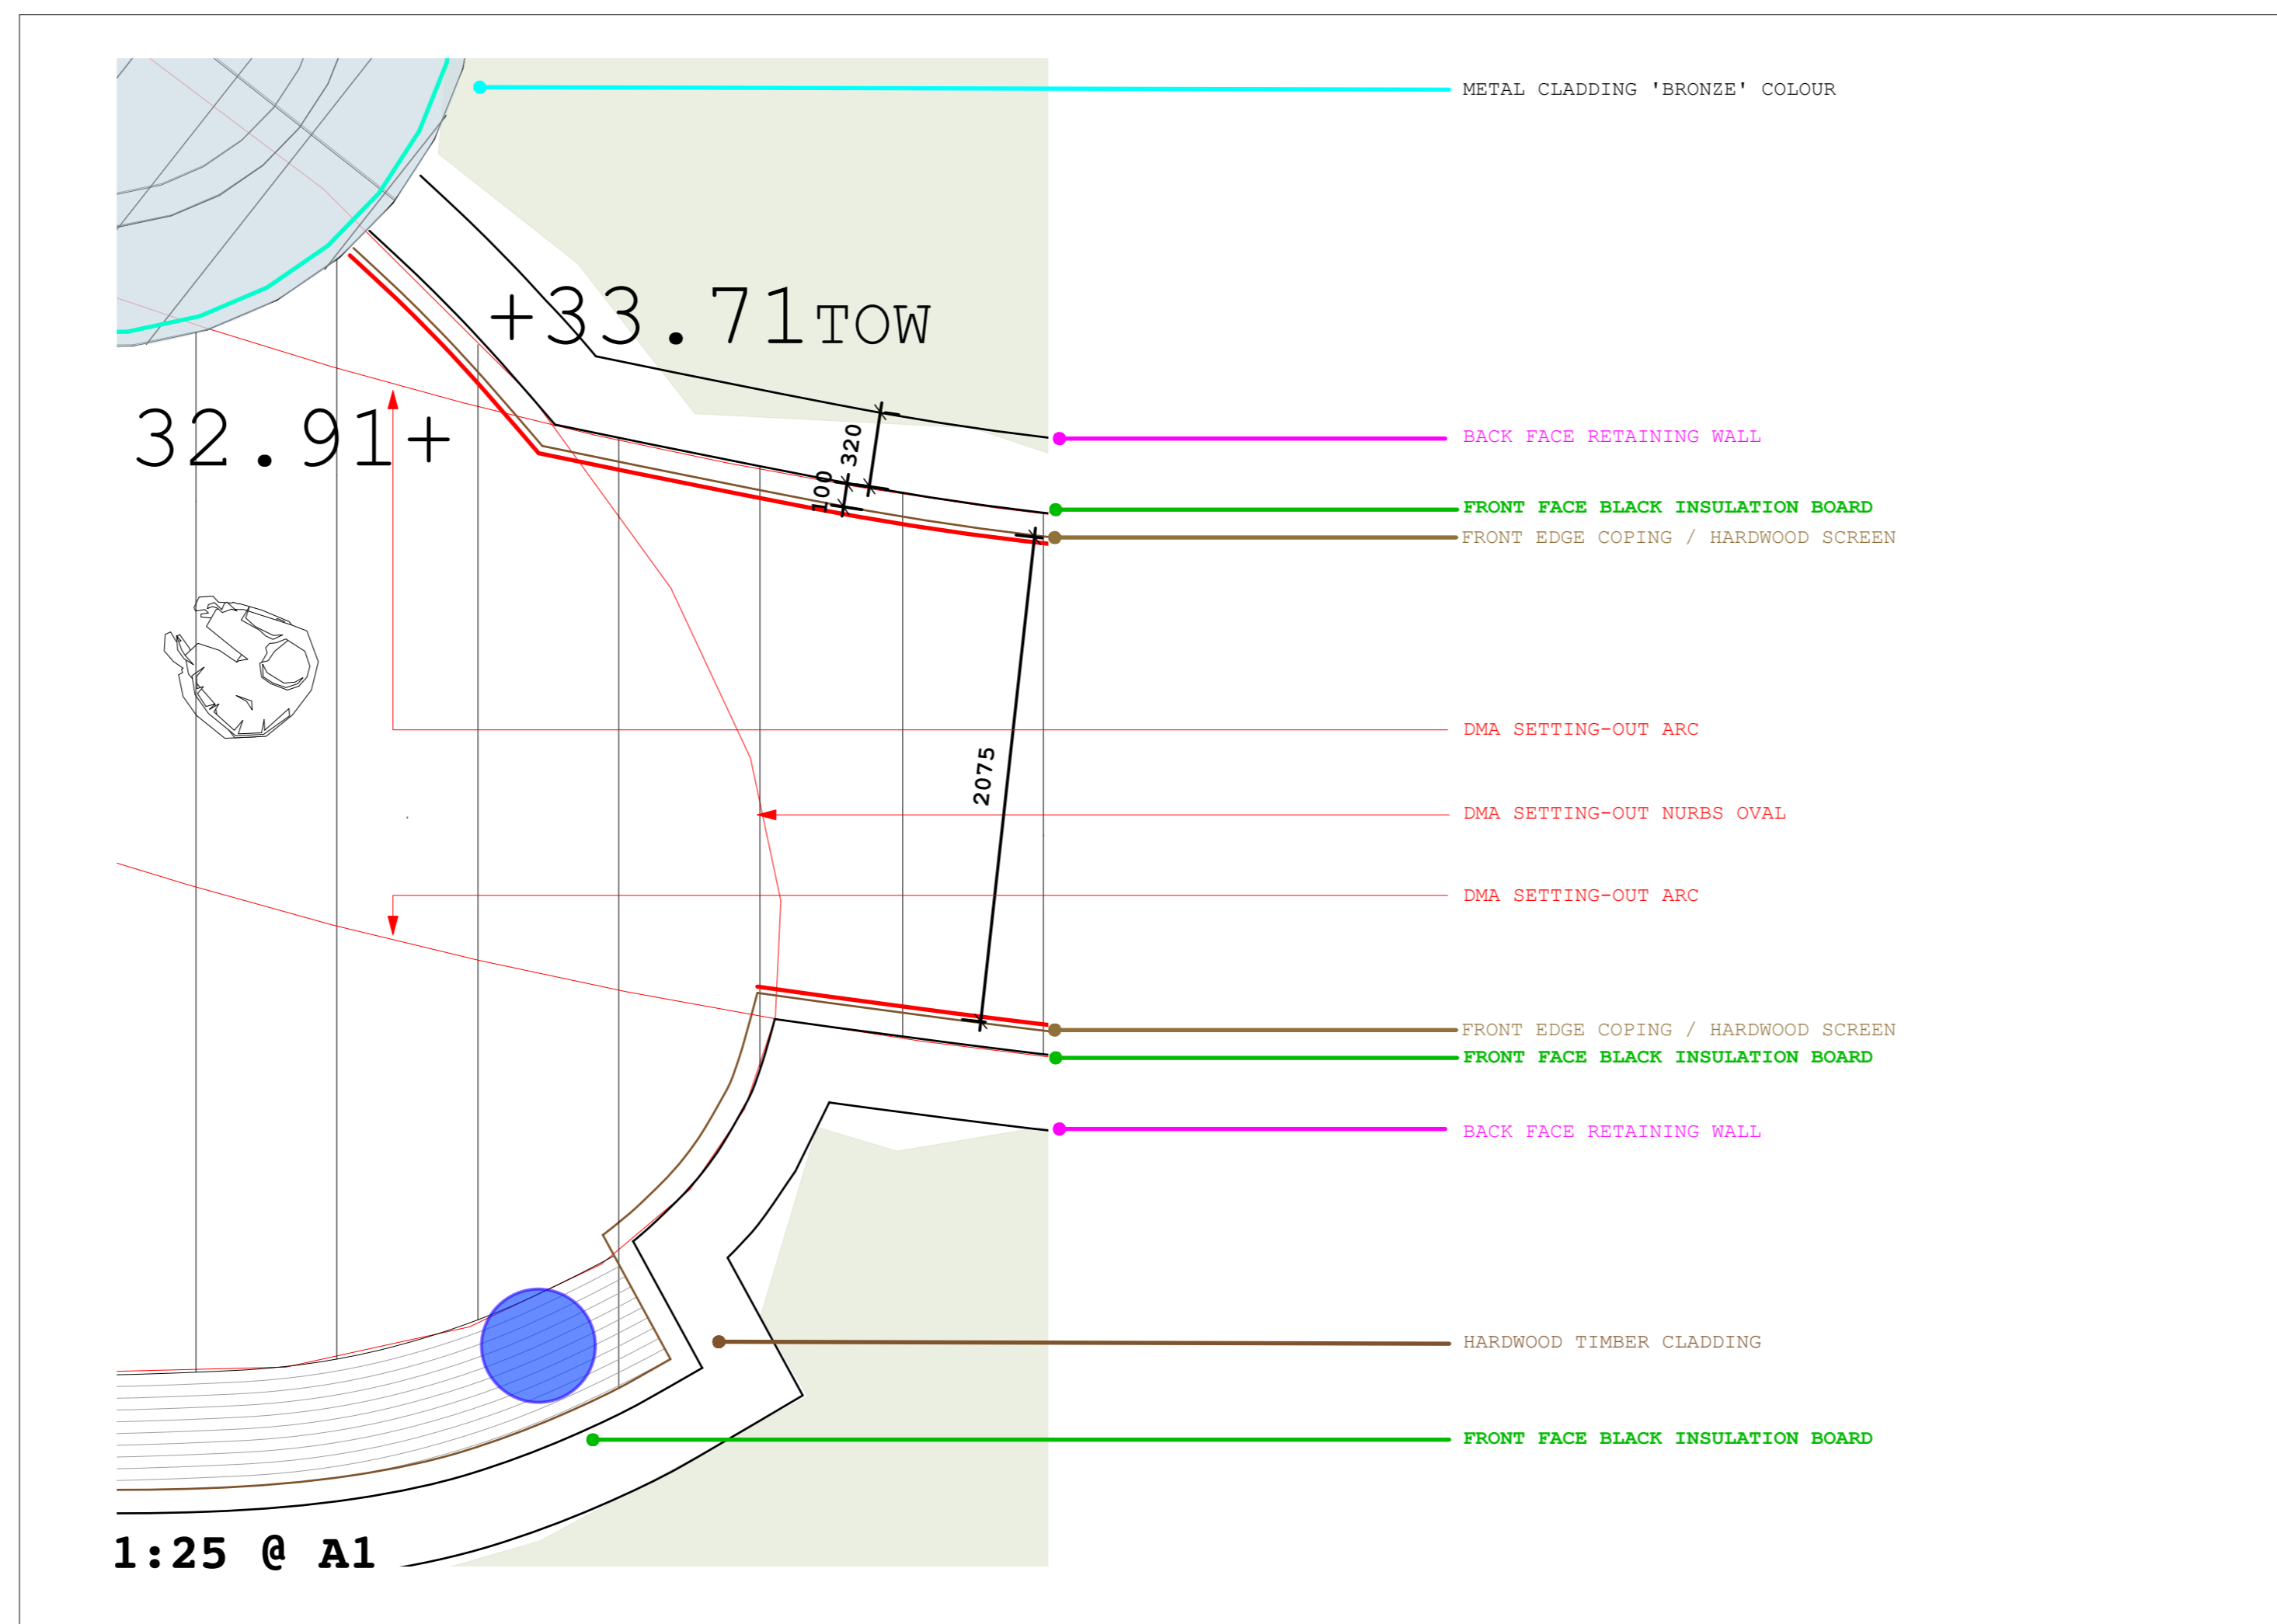 METAL CLADDING 'BRONZE' COLOUR
+33.71TOW
32.91+
320
100
BACK FACE RETAINING WALL
FRONT FACE BLACK INSULATION BOARD
FRONT EDGE COPING / HARDWOOD SCREEN
DMA SETTING-OUT ARC
2075
DMA SETTING-OUT NURBS OVAL
DMA SETTING-OUT ARC
FRONT EDGE COPING / HARDWOOD SCREEN
FRONT FACE BLACK INSULATION BOARD
BACK FACE RETAINING WALL
HARDWOOD TIMBER CLADDING
FRONT FACE BLACK INSULATION BOARD
1:25 @ A1